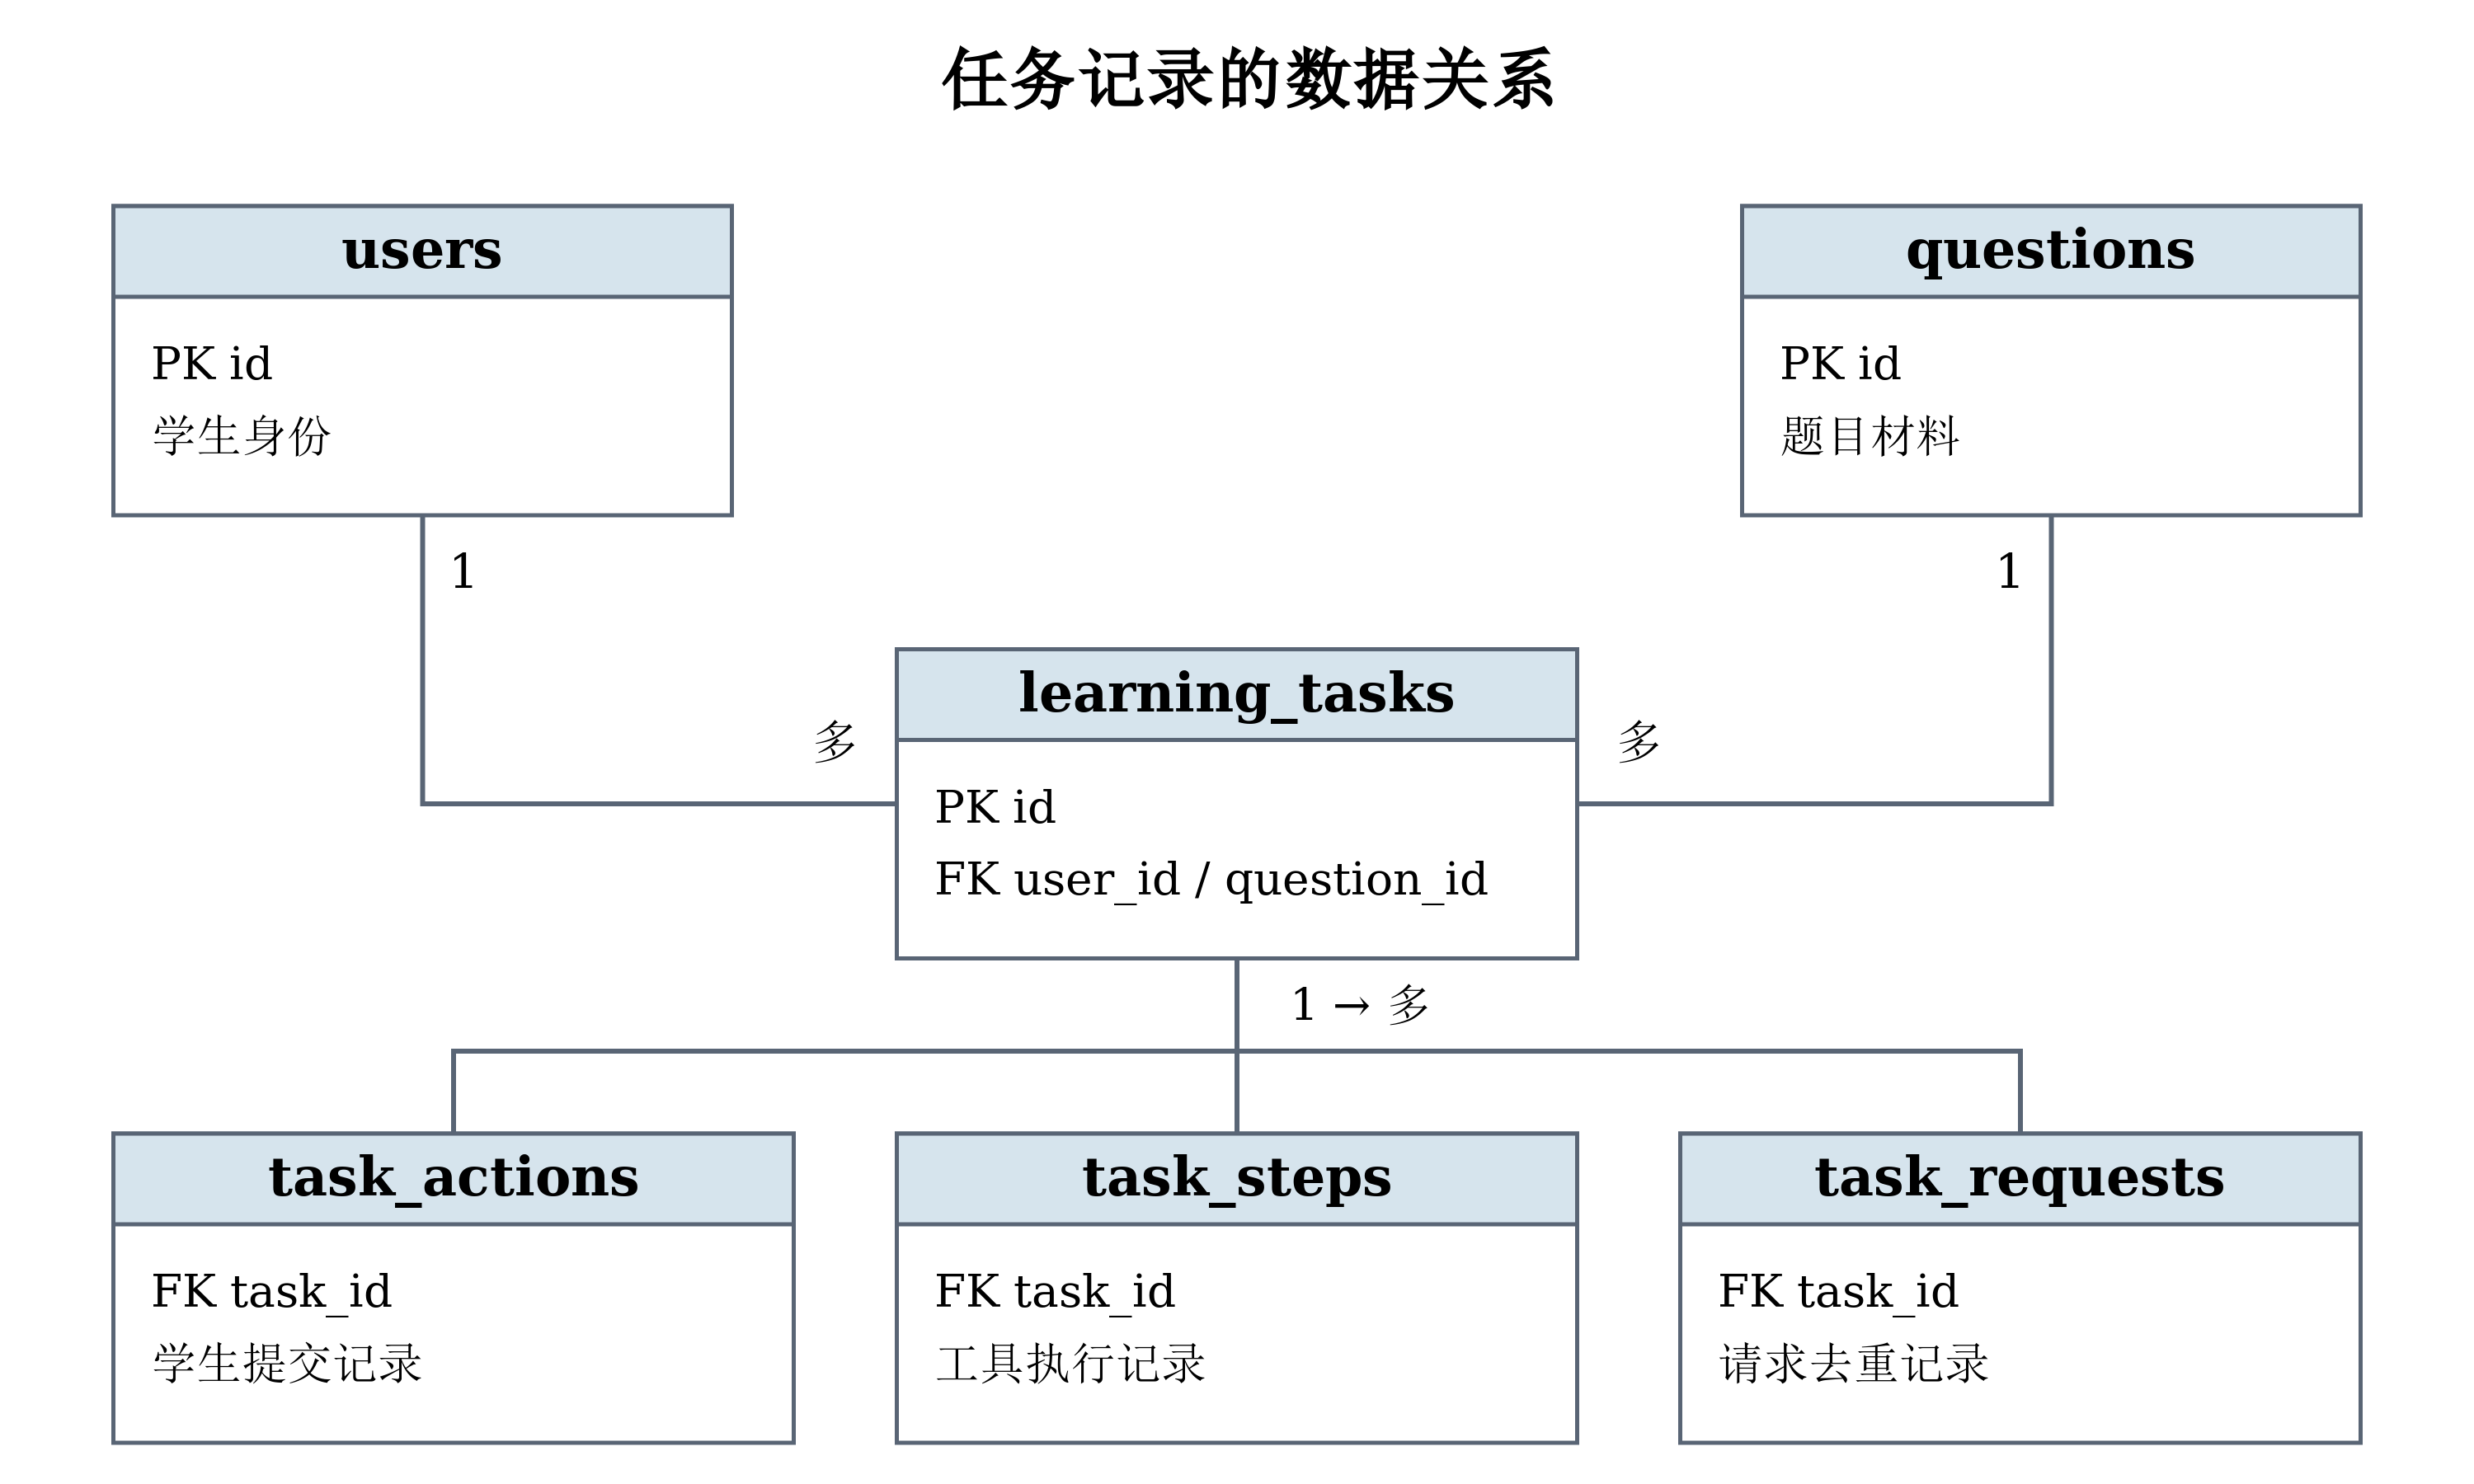 任务记录的数据关系
users
PK id
学生身份
questions
PK id
题目材料
1
1
learning_tasks
多
多
PK id
FK user_id / question_id
1 → 多
task_actions
FK task_id
学生提交记录
task_steps
FK task_id
工具执行记录
task_requests
FK task_id
请求去重记录